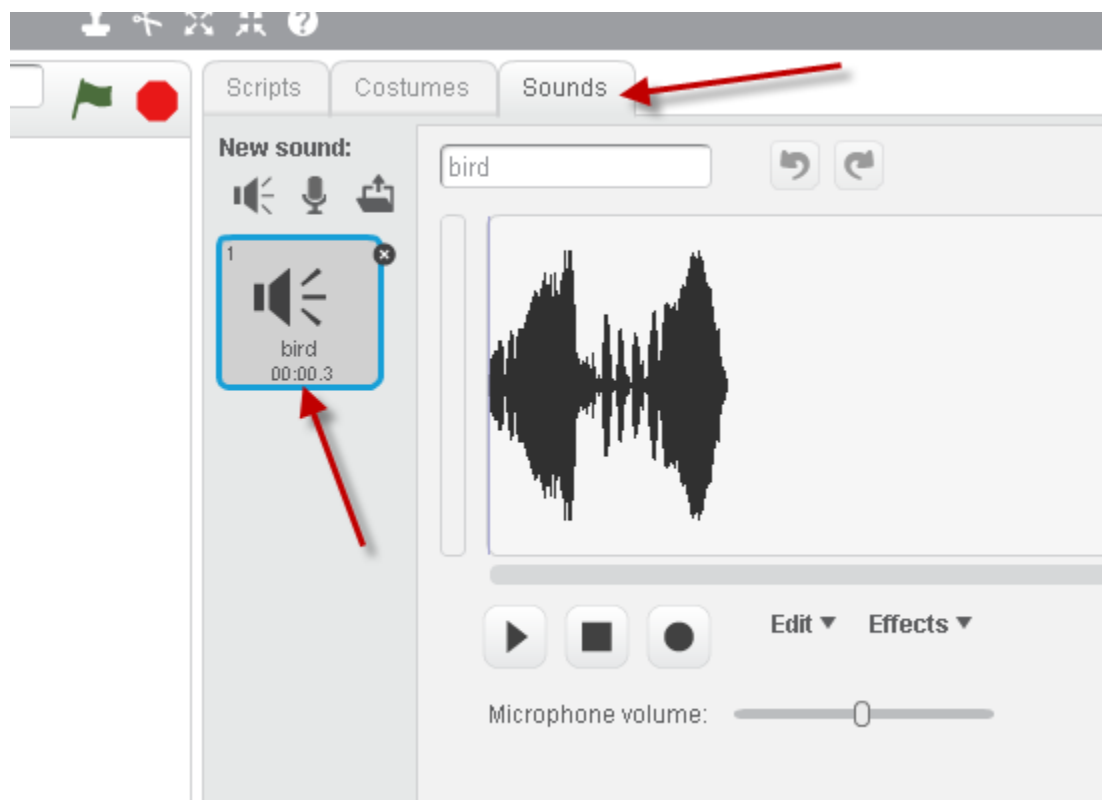 ?
Scripts
Costumes
Sounds
New sound:
bird
1
bird
00:00.3
Edit ▼
Effects ▼
Microphone volume: